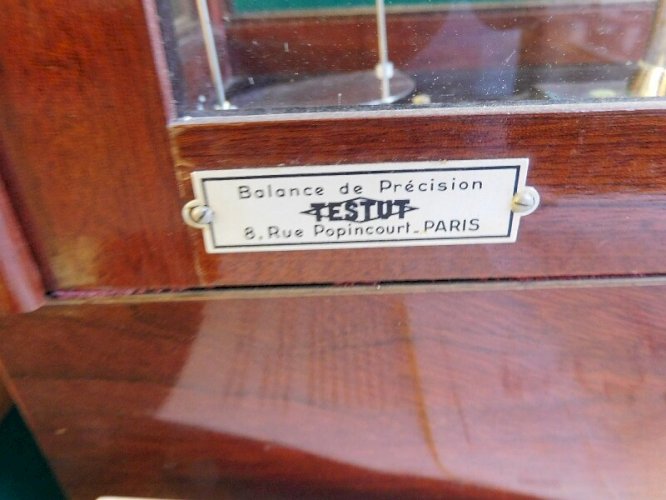 Balance de Précision
TESTUT
8, Rue Popincourt_PARIS